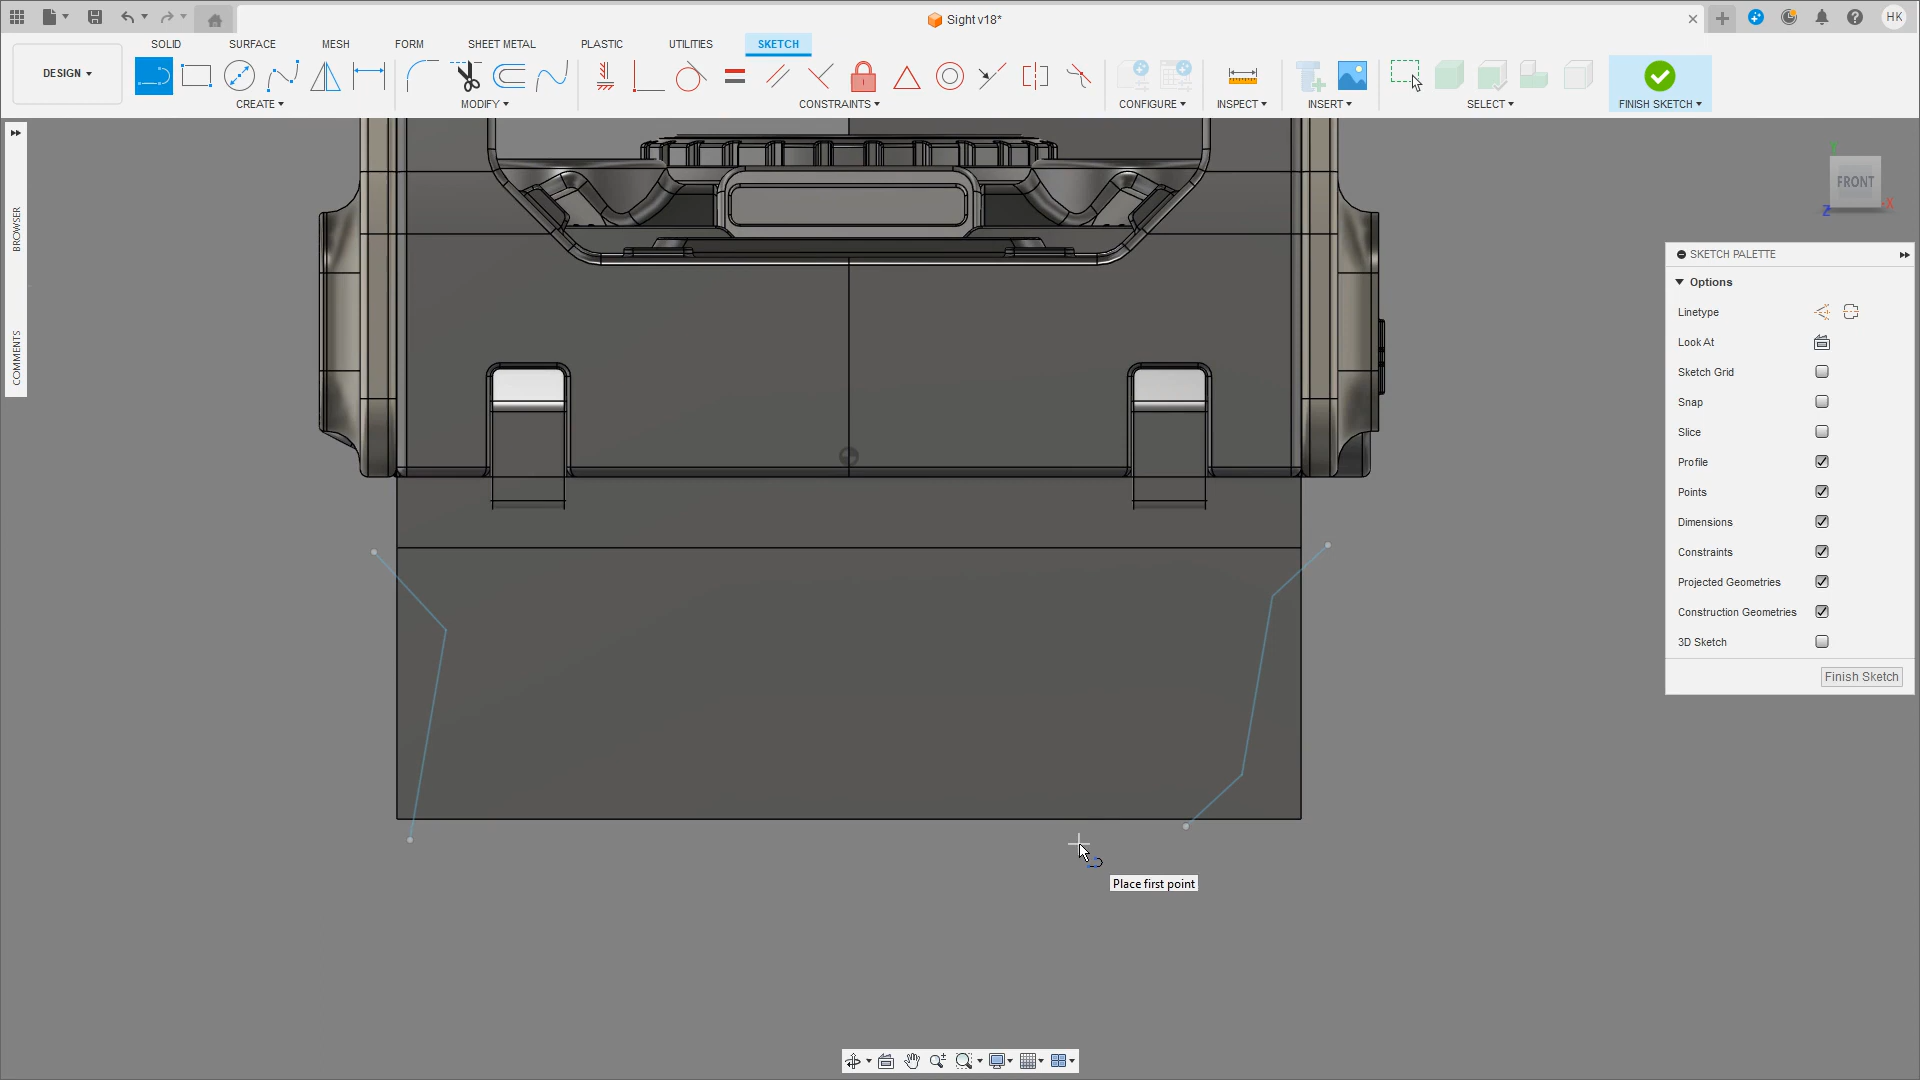 Sight v18*
HK
DESIGN
SOLID
SURFACE
MESH
FORM
SHEET METAL
PLASTIC
UTILITIES
SKETCH
CREATE
MODIFY
CONSTRAINTS
CONFIGURE
INSPECT
INSERT
SELECT
FINISH SKETCH
BROWSER
COMMENTS
Y
FRONT
Z
X
SKETCH PALETTE
Options
Linetype
Look At
Sketch Grid
Snap
Slice
Profile
Points
Dimensions
Constraints
Projected Geometries
Construction Geometries
3D Sketch
Finish Sketch
Place first point